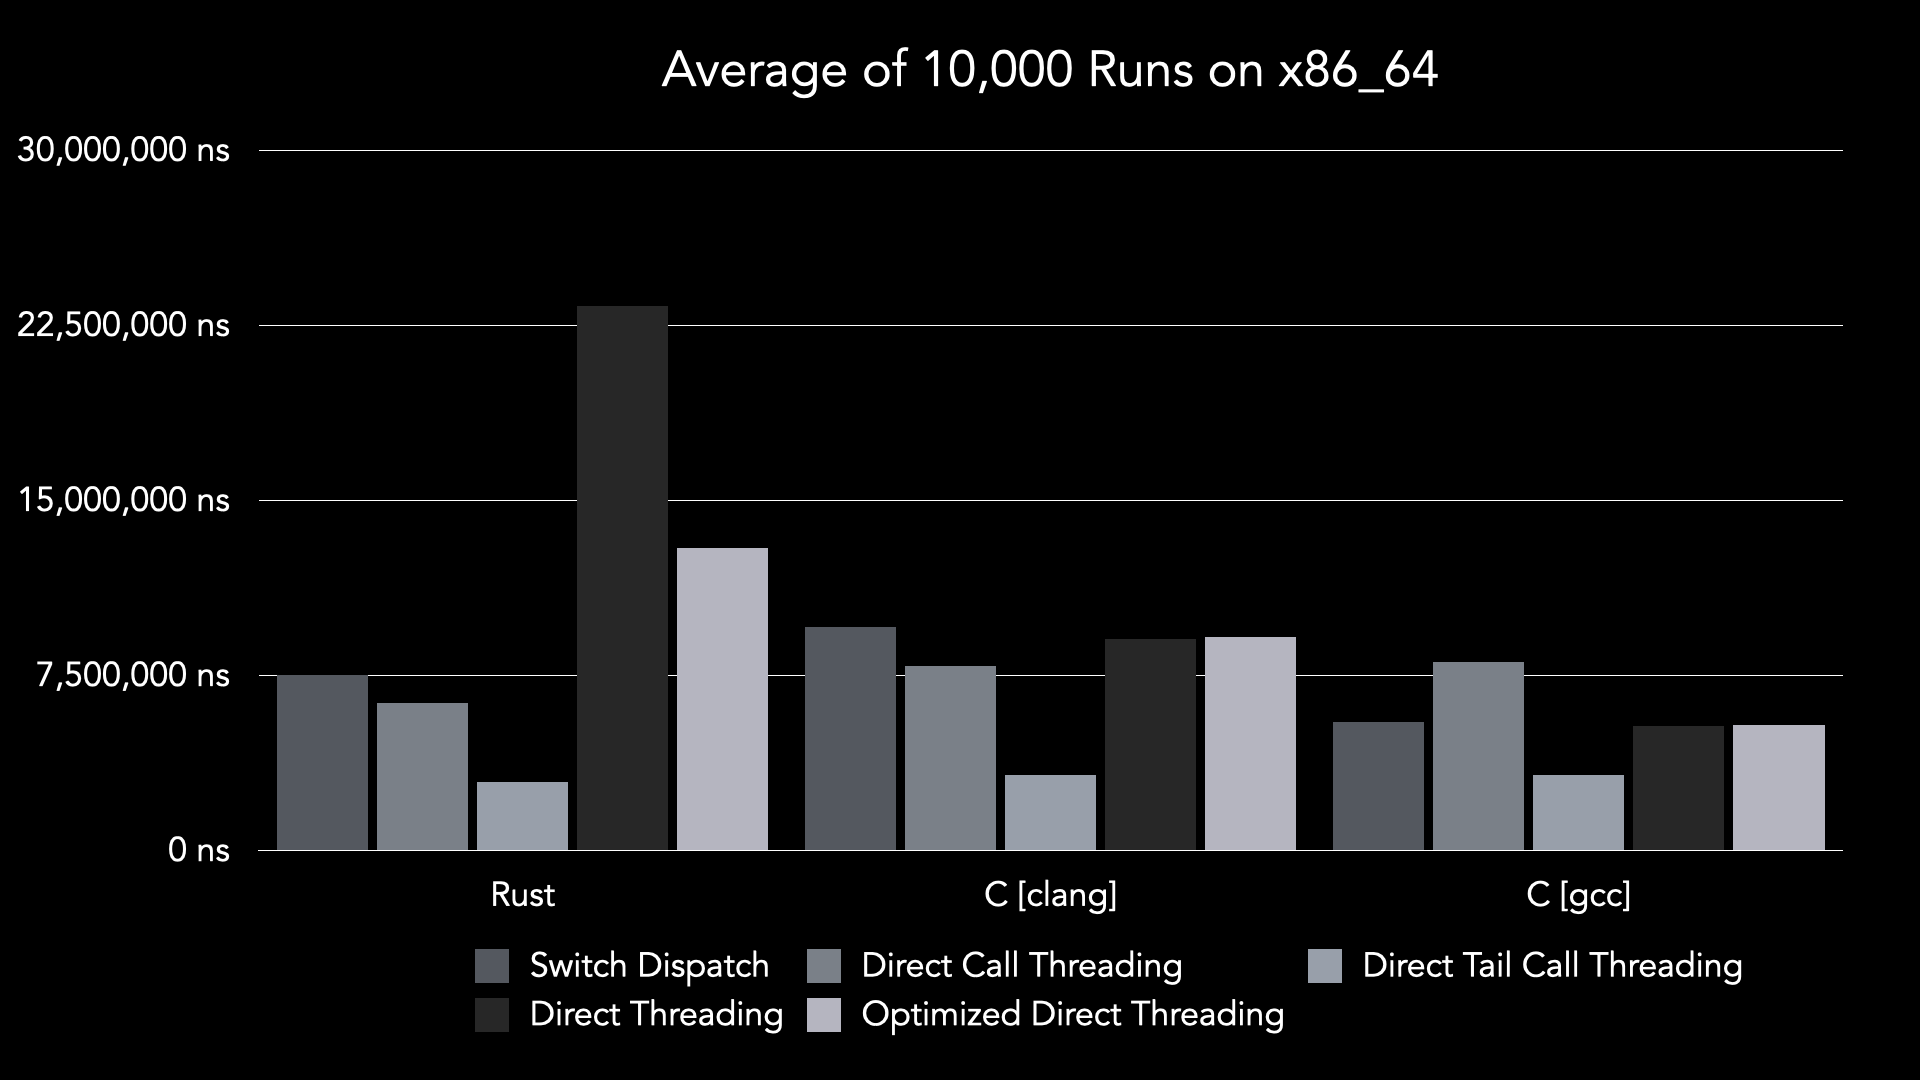 Average of 10,000 Runs on x86_64
30,000,000 ns
22,500,000 ns
15,000,000 ns
7,500,000 ns
0 ns
Rust C [clang] C [gcc]
Switch Dispatch Direct Call Threading Direct Tail Call Threading
Direct Threading Optimized Direct Threading